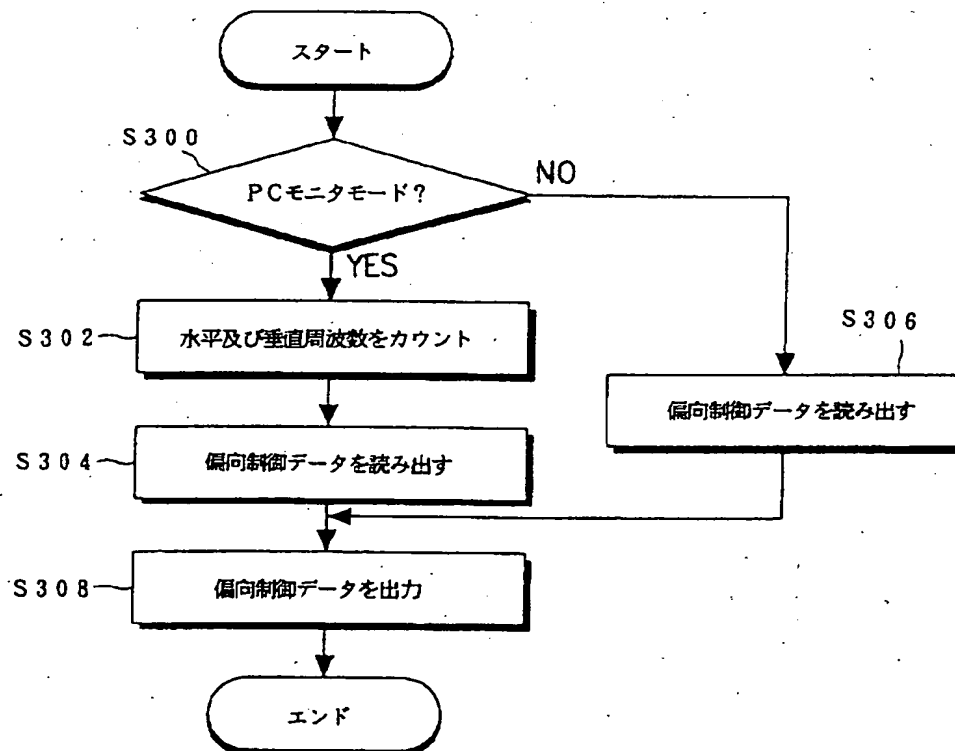 スタート
S300
PCモニタモード?
NO
YES
S302
水平及び垂直周波数をカウント
S306
偏向制御データを読み出す
S304
偏向制御データを読み出す
S308
偏向制御データを出力
エンド